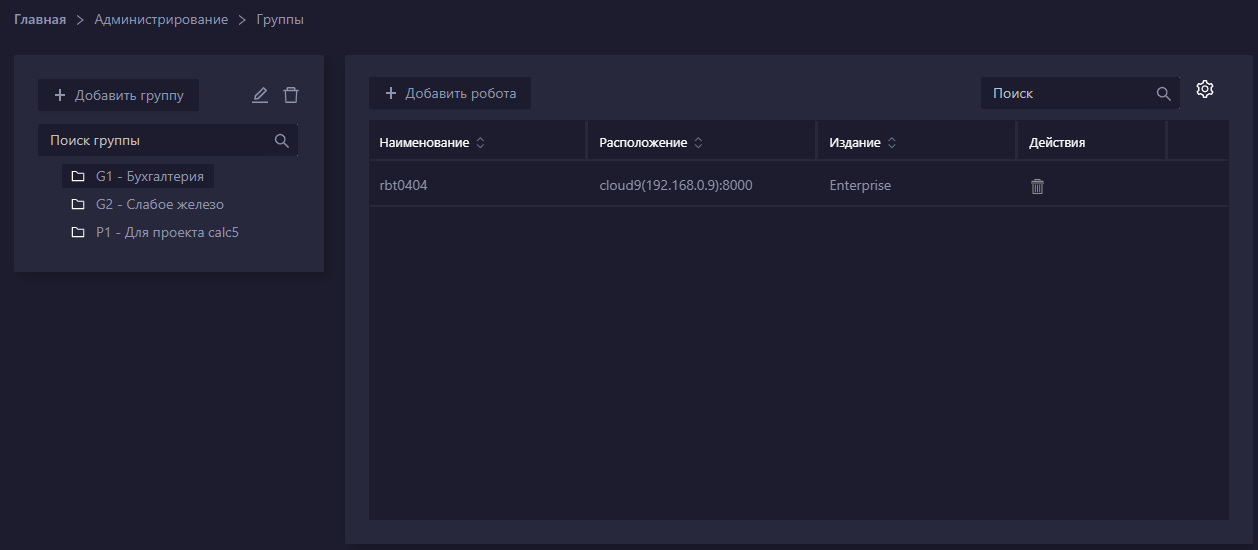 Главная > Администрирование > Группы
+ Добавить группу
Поиск группы
G1 - Бухгалтерия
G2 - Слабое железо
P1 - Для проекта calc5
+ Добавить робота
Поиск
Наименование Расположение Издание Действия
rbt0404 cloud9(192.168.0.9):8000 Enterprise